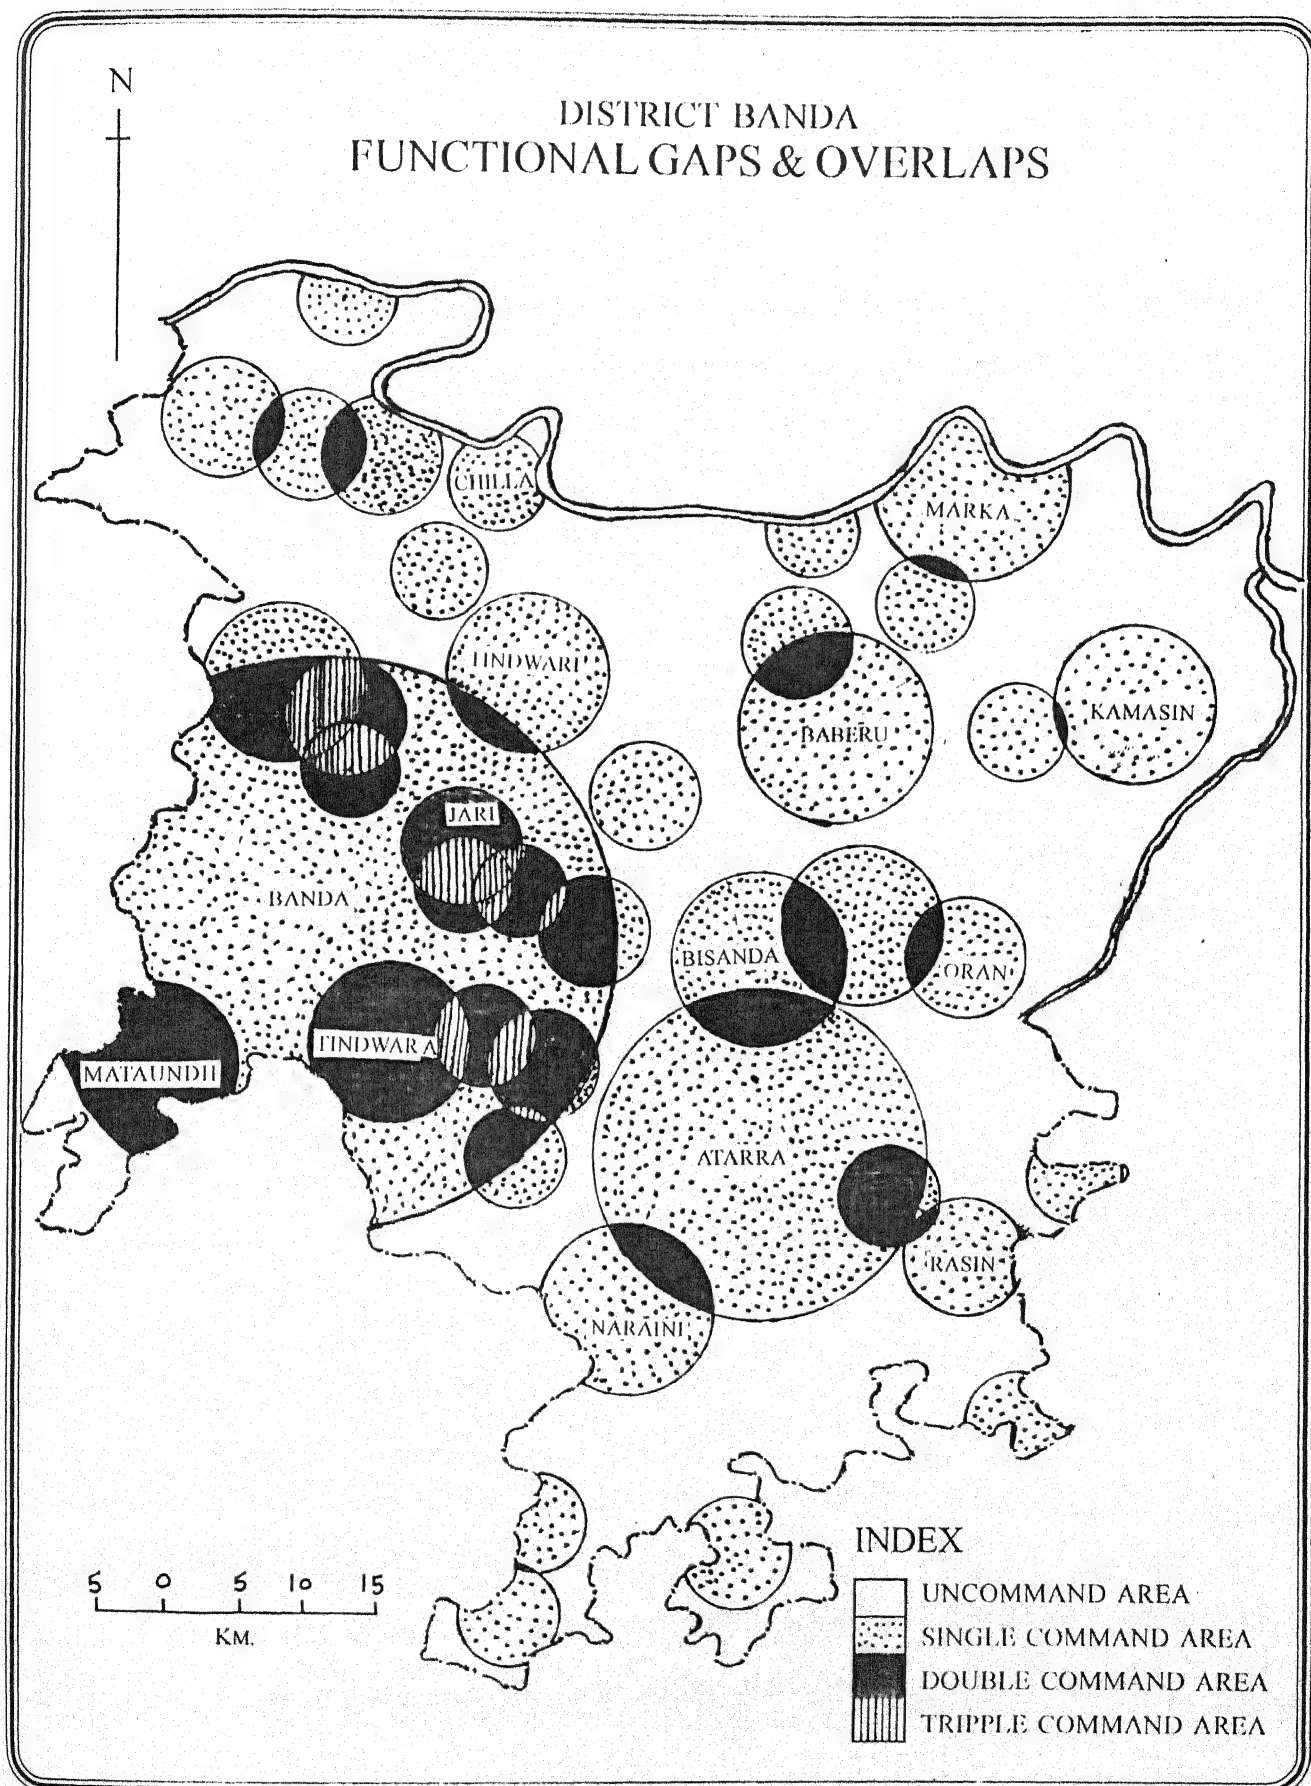 N
DISTRICT BANDA
FUNCTIONAL GAPS & OVERLAPS
CHILLA
MARKA
TINDWARI
KAMASIN
BABERU
JARI
BANDA
BISANDA
ORAN
TINDWARA
MATAUNDH
ATARRA
RASIN
NARAINI
INDEX
UNCOMMAND AREA
SINGLE COMMAND AREA
DOUBLE COMMAND AREA
TRIPPLE COMMAND AREA
5 0 5 10 15
KM.